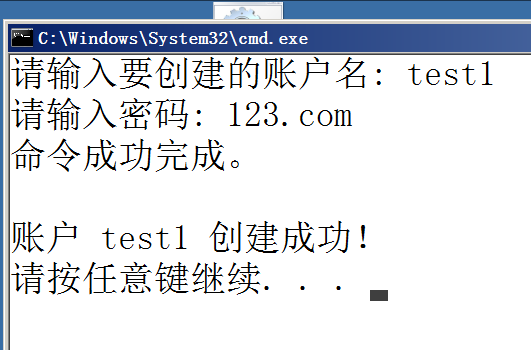 C:\Windows\System32\cmd.exe
请输入要创建的账户名: test1
请输入密码: 123.com
命令成功完成。
账户 test1 创建成功!
请按任意键继续. . .